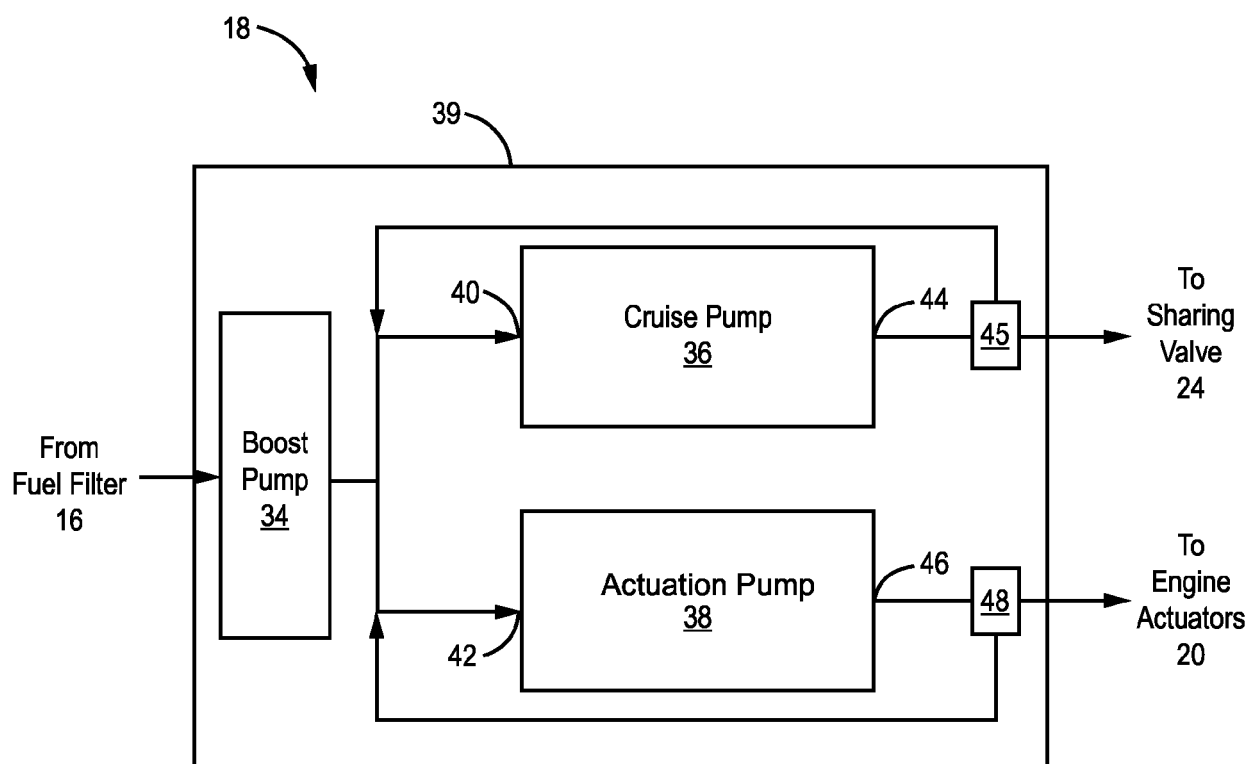 18
39
40
Cruise Pump
36
44
45
To
Sharing
Valve
24
From
Fuel Filter
16
Boost
Pump
34
42
Actuation Pump
38
46
48
To
Engine
Actuators
20